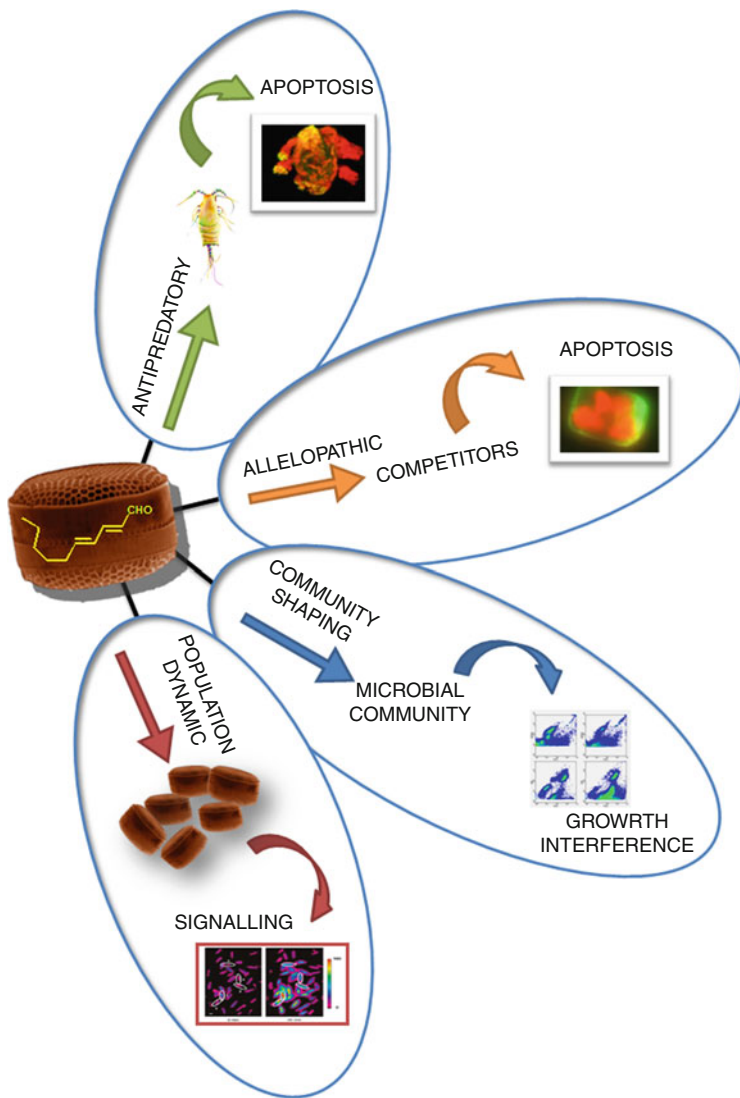 APOPTOSIS
ANTIPREDATORY
APOPTOSIS
ALLELOPATHIC
COMPETITORS
CHO
COMMUNITY
SHAPING
MICROBIAL
COMMUNITY
GROWRTH
INTERFERENCE
POPULATION
DYNAMIC
SIGNALLING